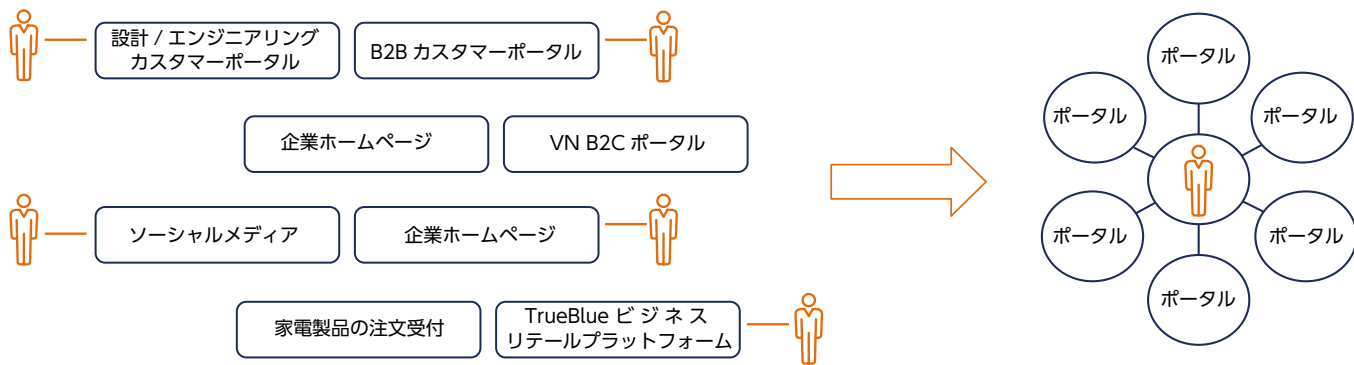 設計 / エンジニアリング
カスタマーポータル
B2B カスタマーポータル
企業ホームページ
VN B2C ポータル
ソーシャルメディア
企業ホームページ
家電製品の注文受付
TrueBlue ビ ジ ネ ス
リテールプラットフォーム
ポータル
ポータル
ポータル
ポータル
ポータル
ポータル